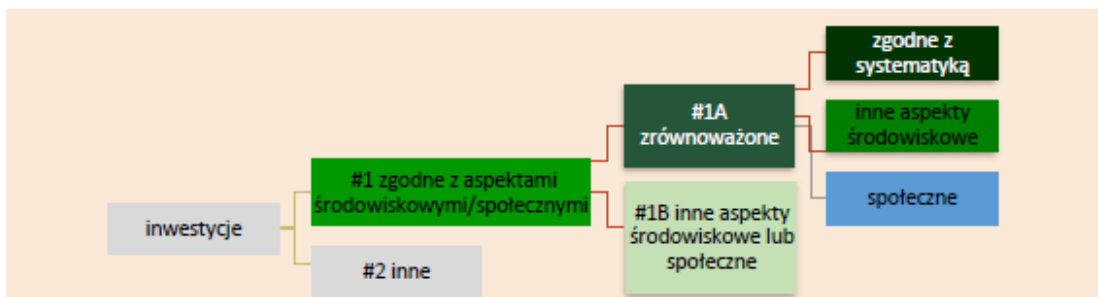 inwestycje
#1 zgodne z aspektami
środowiskowymi/społecznymi
#2 inne
#1A
zrównoważone
#1B inne aspekty
środowiskowe lub
społeczne
zgodne z
systematyką
inne aspekty
środowiskowe
społeczne